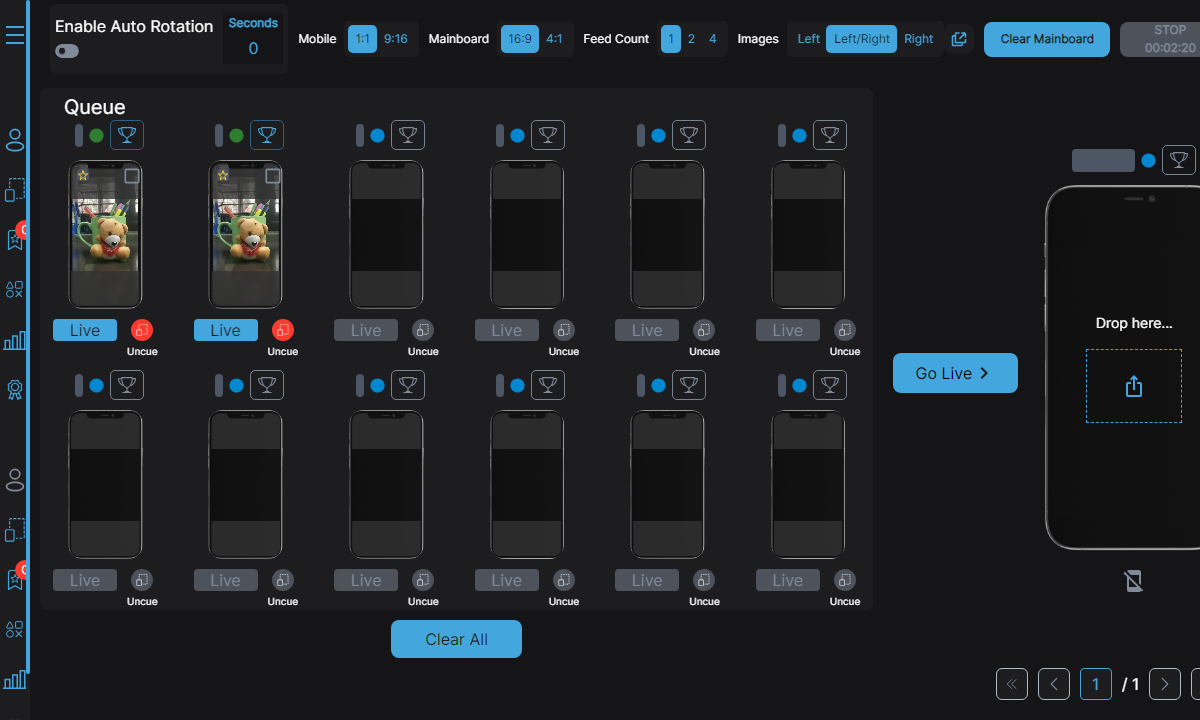 Enable Auto Rotation
Seconds
0
Mobile
1:1
9:16
Mainboard
16:9
4:1
Feed Count
1
2
4
Images
Left
Left/Right
Right
Clear Mainboard
STOP
00:02:20
Queue
Live
Uncue
Live
Uncue
Live
Uncue
Live
Uncue
Live
Uncue
Live
Uncue
Live
Uncue
Live
Uncue
Live
Uncue
Live
Uncue
Live
Uncue
Live
Uncue
Clear All
Go Live
Drop here...
1
/ 1